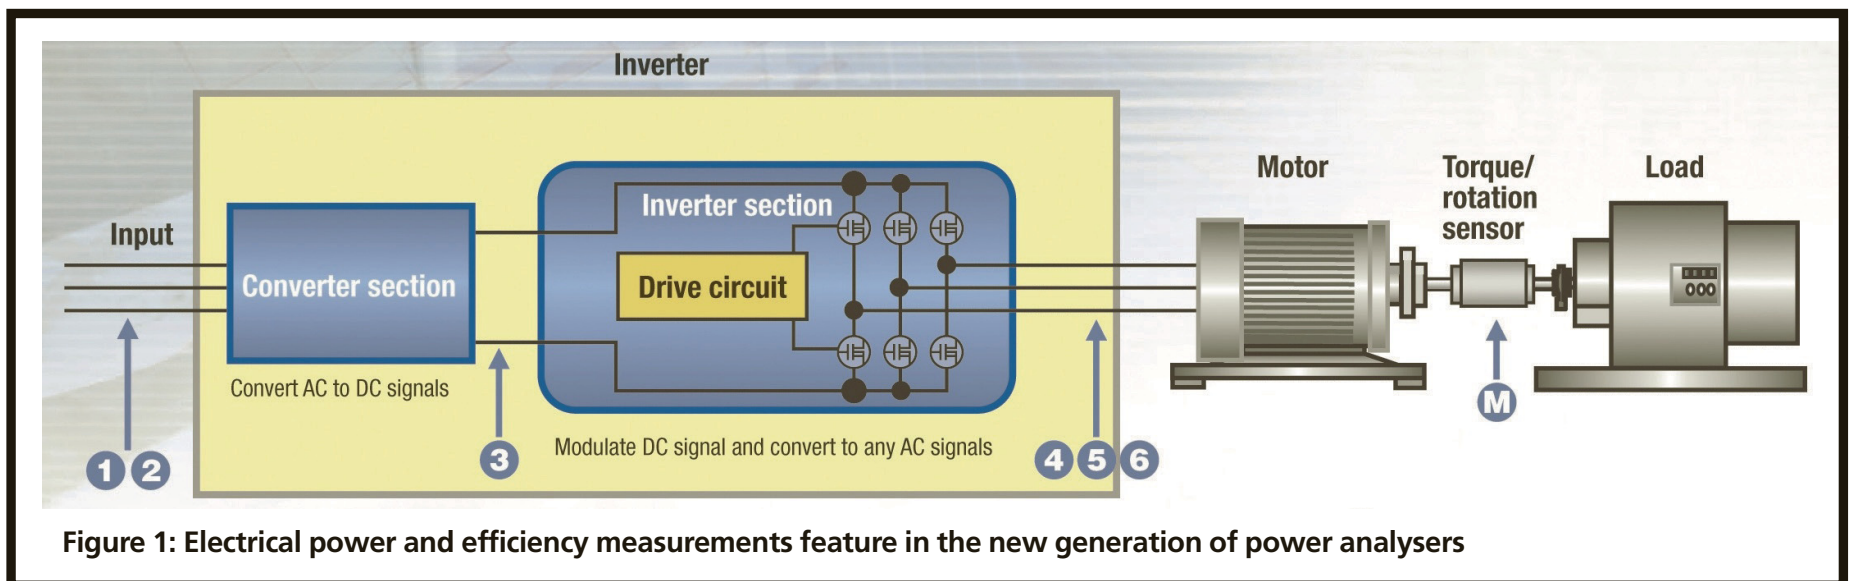 Inverter
Input
Converter section
Convert AC to DC signals
Inverter section
Drive circuit
Modulate DC signal and convert to any AC signals
Motor
Torque/
rotation
sensor
Load
000
1 2
3
4 5 6
M
Figure 1: Electrical power and efficiency measurements feature in the new generation of power analysers